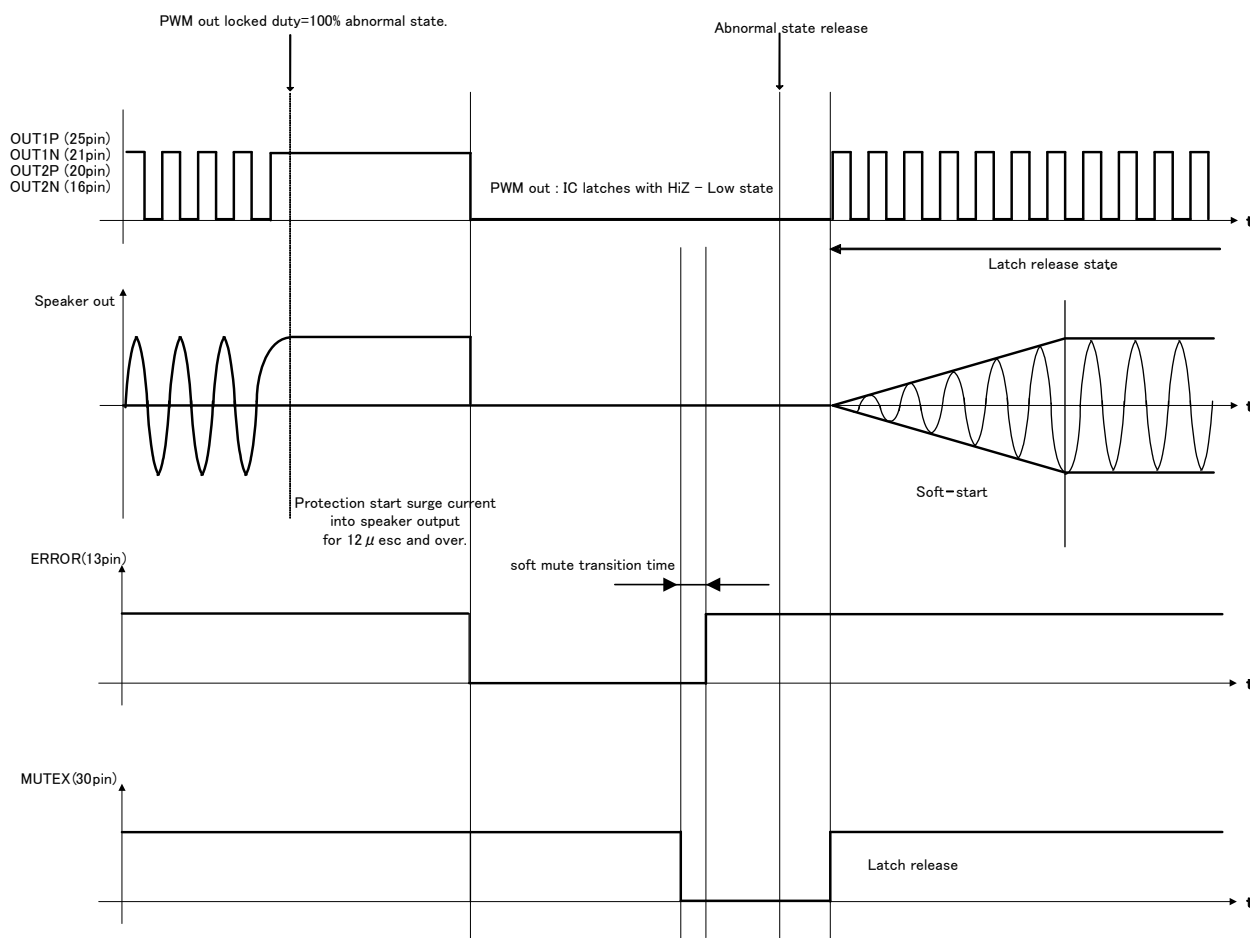 PWM out locked duty=100% abnormal state.
Abnormal state release
OUT1P (25pin)
OUT1N (21pin)
OUT2P (20pin)
OUT2N (16pin)
PWM out : IC latches with HiZ - Low state
t
Latch release state
Speaker out
t
Soft-start
Protection start surge current
into speaker output
for 12 μ esc and over.
ERROR(13pin)
soft mute transition time
t
MUTEX(30pin)
Latch release
t